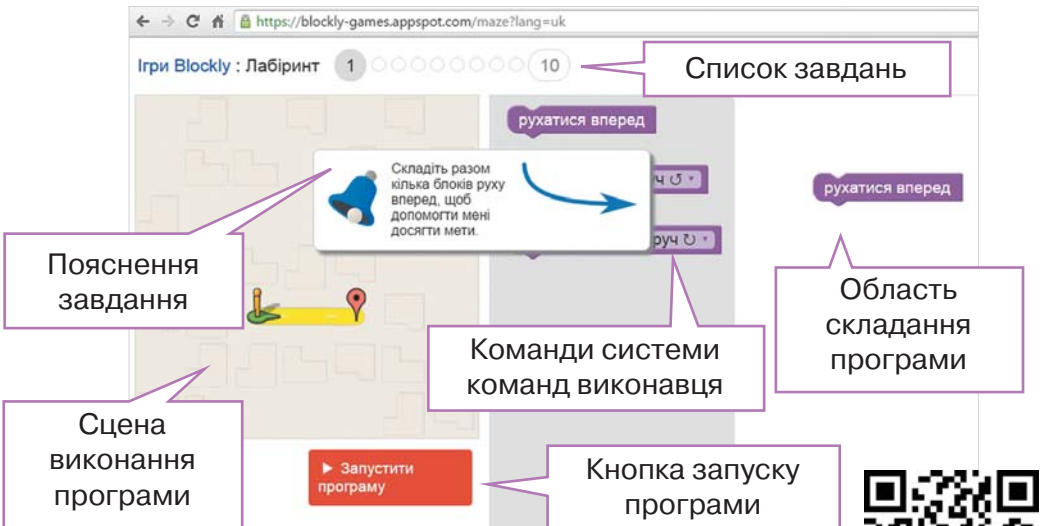 https://blockly-games.appspot.com/maze?lang=uk
Ігри Blockly : Лабіринт 1 10
Список завдань
рухатися вперед
Складіть разом
кілька блоків руху
вперед, щоб
допомогти мені
досягти мети.
руч
рухатися вперед
Пояснення
завдання
Область
складання
програми
Команди системи
команд виконавця
Сцена
виконання
програми
Запустити
програму
Кнопка запуску
програми